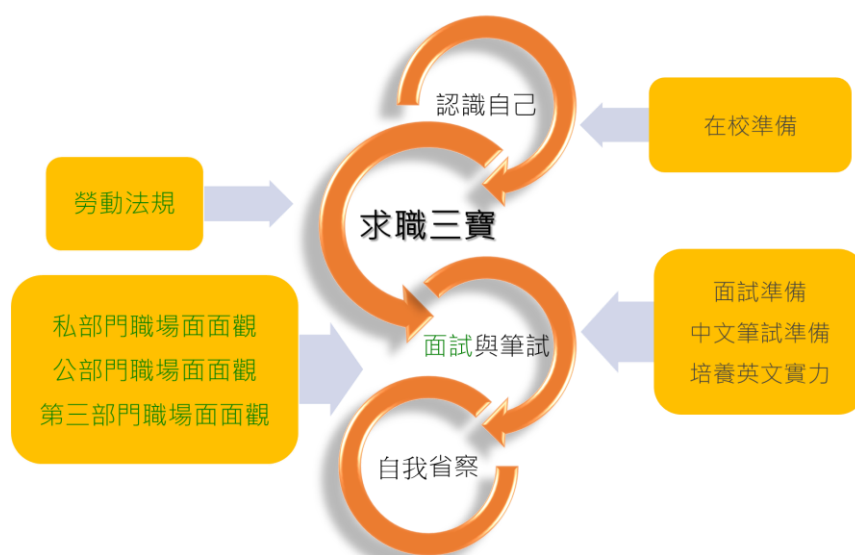 認識自己
在校準備
勞動法規
求職三寶
私部門職場面面觀
公部門職場面面觀
第三部門職場面面觀
面試與筆試
面試準備
中文筆試準備
培養英文實力
自我省察